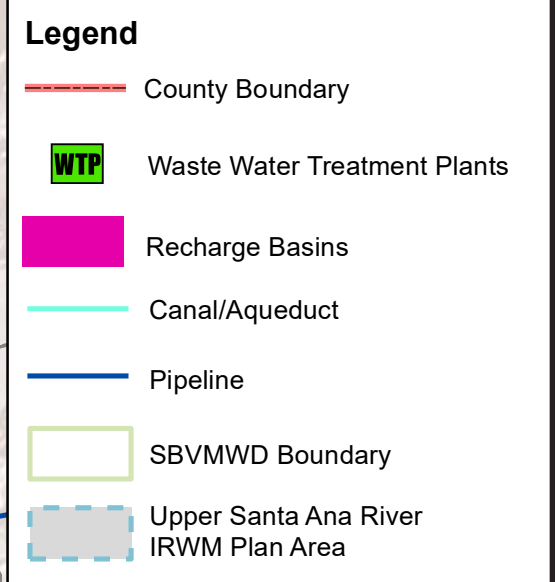 Legend
County Boundary
WTP Waste Water Treatment Plants
Recharge Basins
Canal/Aqueduct
Pipeline
SBVMWD Boundary
Upper Santa Ana River
IRWM Plan Area